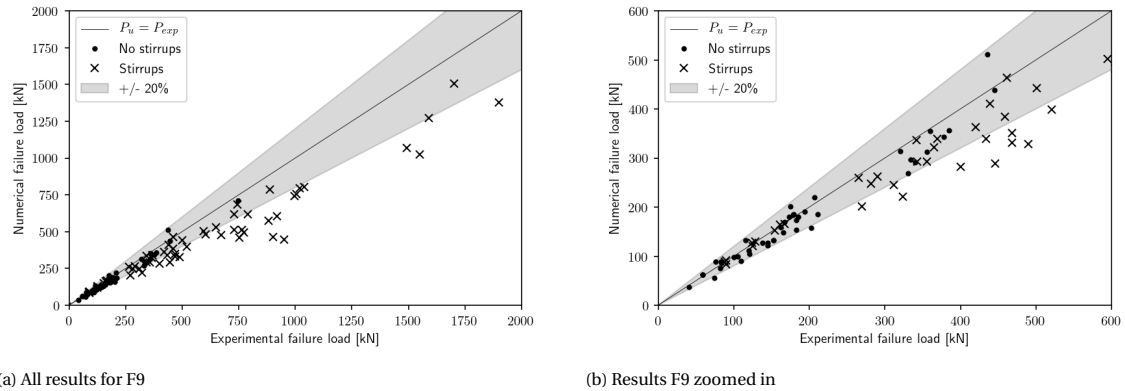 2000
1750
1500
1250
1000
750
500
250
0
Numerical failure load [kN]
P_u = P_exp
No stirrups
Stirrups
+/- 20%
0 250 500 750 1000 1250 1500 1750 2000
Experimental failure load [kN]
600
500
400
300
200
100
0
Numerical failure load [kN]
P_u = P_exp
No stirrups
Stirrups
+/- 20%
0 100 200 300 400 500 600
Experimental failure load [kN]
a) All results for F9
(b) Results F9 zoomed in